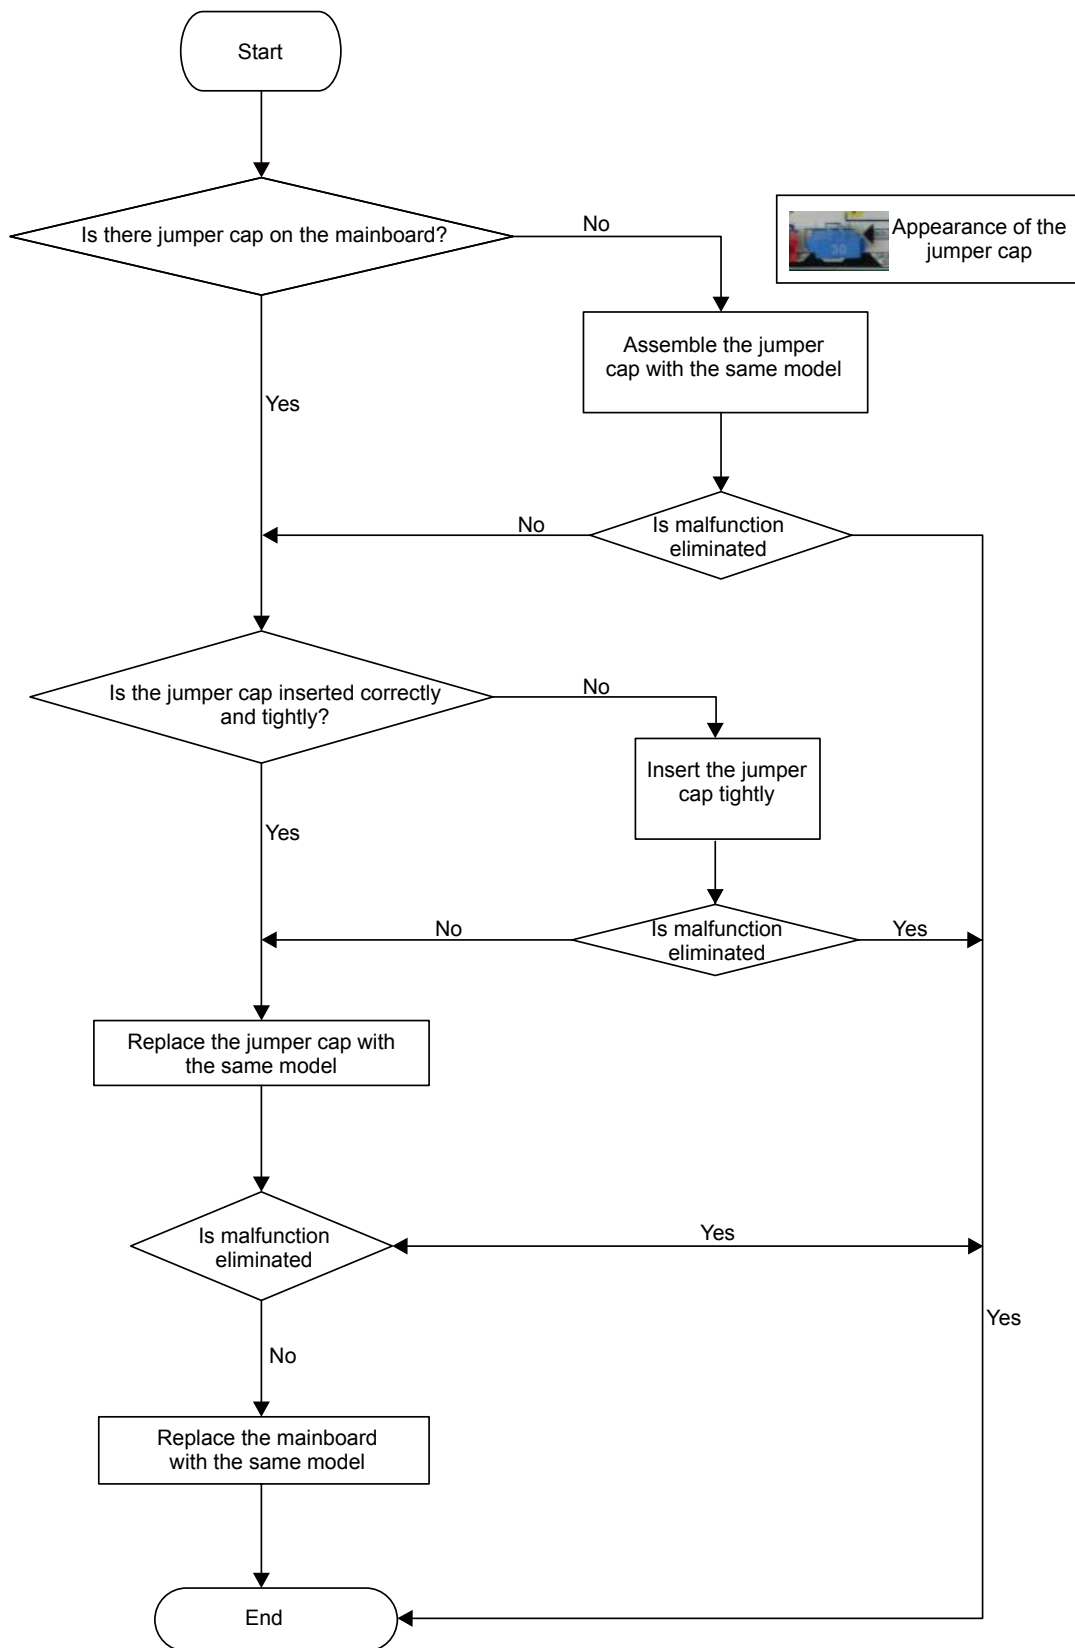 Start
Is there jumper cap on the mainboard?
No
30
Appearance of the
jumper cap
Assemble the jumper
cap with the same model
Yes
No
Is malfunction
eliminated
Is the jumper cap inserted correctly
and tightly?
No
Insert the jumper
cap tightly
Yes
No
Is malfunction
eliminated
Yes
Replace the jumper cap with
the same model
Is malfunction
eliminated
Yes
Yes
No
Replace the mainboard
with the same model
End